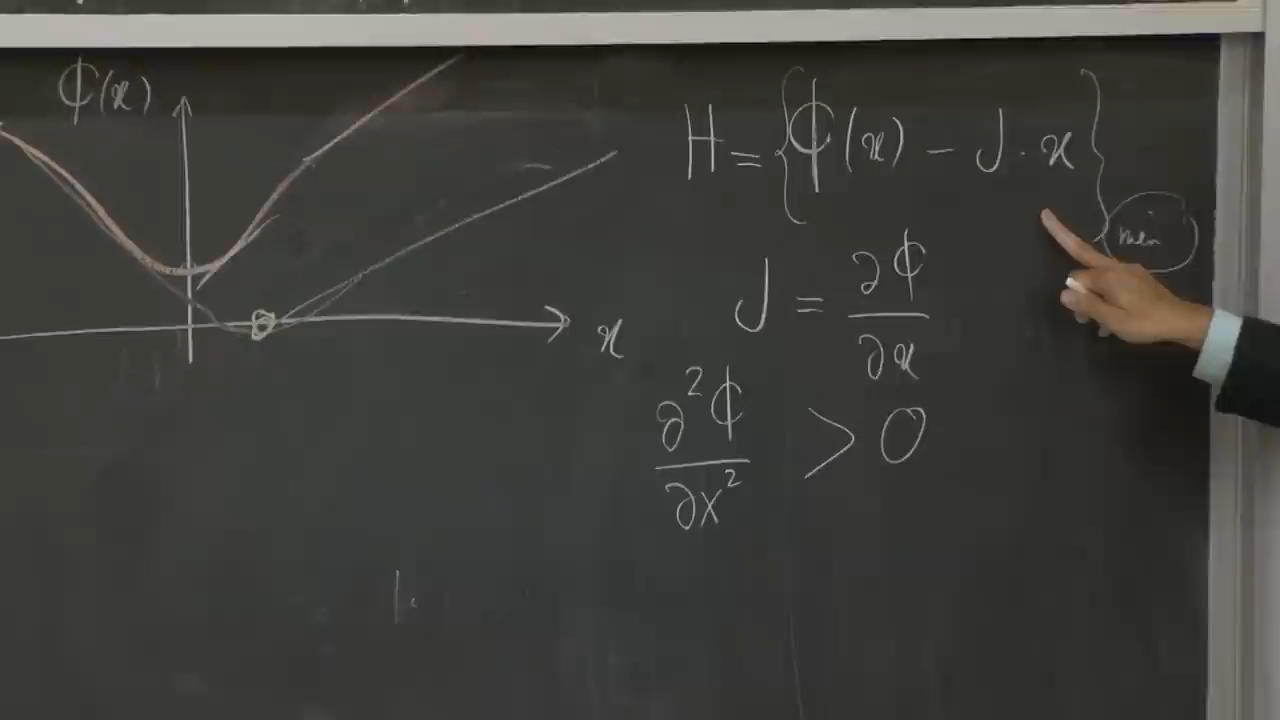 ϕ(x)
x
H = {ϕ(x) - J · x}min
J = ∂ϕ/∂x
∂²ϕ/∂x² > 0